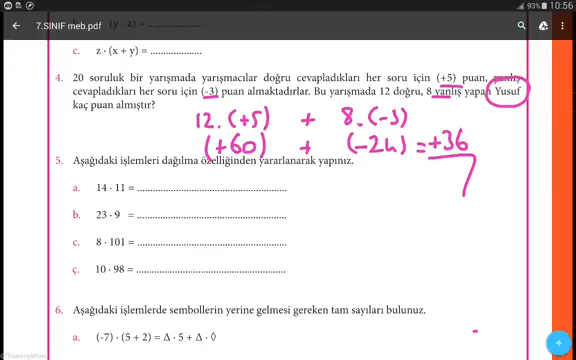 93% 10:56
7.SINIF meb.pdf
(y · z) = ....................
c. z · (x + y) = ....................
4. 20 soruluk bir yarışmada yarışmacılar doğru cevapladıkları her soru için (+5) puan, yanlış
cevapladıkları her soru için (-3) puan almaktadırlar. Bu yarışmada 12 doğru, 8 yanlış yapan Yusuf
kaç puan almıştır?
12.(+5) + 8.(-3)
(+60) + (-24) = +36
5. Aşağıdaki işlemleri dağılma özelliğinden yararlanarak yapınız.
a. 14 · 11 = ....................
b. 23 · 9 = ....................
c. 8 · 101 = ....................
ç. 10 · 98 = ....................
6. Aşağıdaki işlemlerde sembollerin yerine gelmesi gereken tam sayıları bulunuz.
a. (-7) · (5 + 2) = Δ · 5 + Δ · ◊